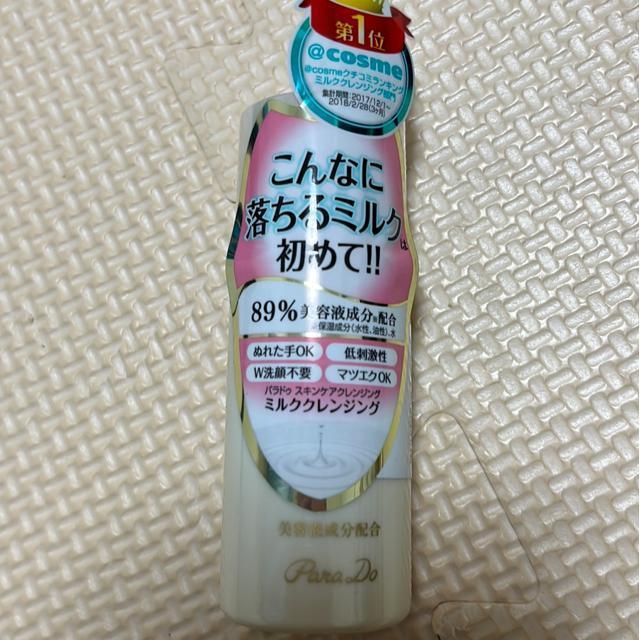 第1位
@cosme
@cosmeクチコミランキング
ミルククレンジング部門
集計期間:2017/12/1~
2018/2/28(3ヶ月)
こんなに
落ちるミルクは
初めて!!
89%美容液成分※配合
※保湿成分(水性、油性)、水
ぬれた手OK 低刺激性
W洗顔不要 マツエクOK
パラドゥ スキンケアクレンジング
ミルククレンジング
美容液成分配合
ParaDo